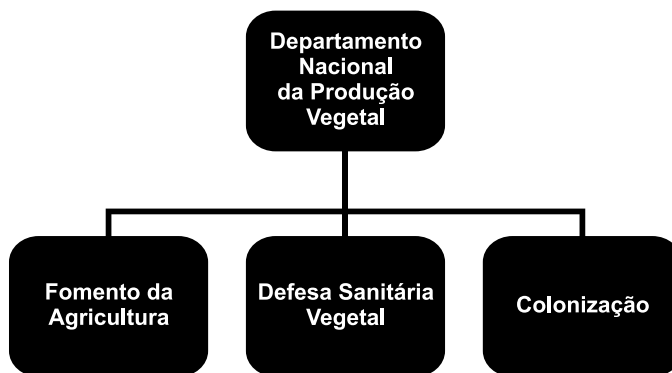 Departamento
Nacional
da Produção
Vegetal
Fomento da
Agricultura
Defesa Sanitária
Vegetal
Colonização